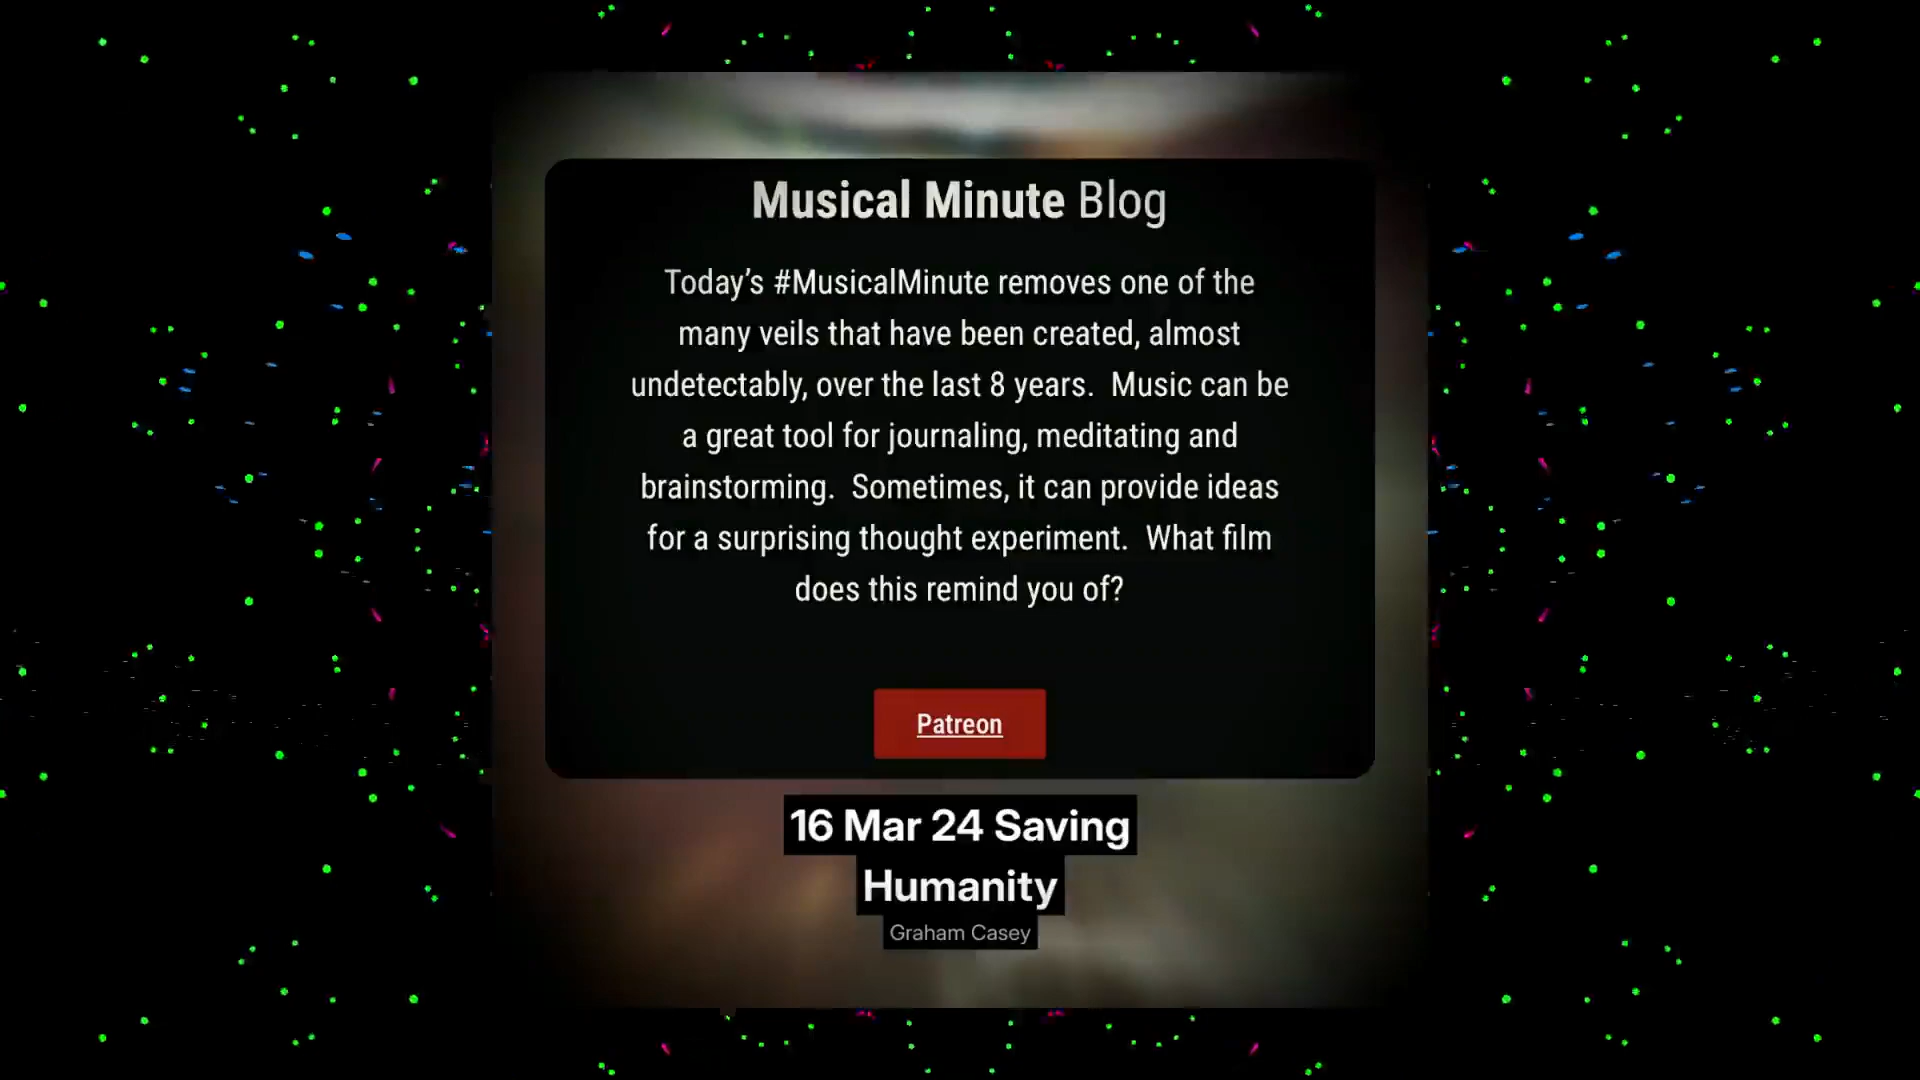 Musical Minute Blog
Today’s #MusicalMinute removes one of the
many veils that have been created, almost
undetectably, over the last 8 years.  Music can be
a great tool for journaling, meditating and
brainstorming.  Sometimes, it can provide ideas
for a surprising thought experiment.  What film
does this remind you of?
Patreon
16 Mar 24 Saving
Humanity
Graham Casey